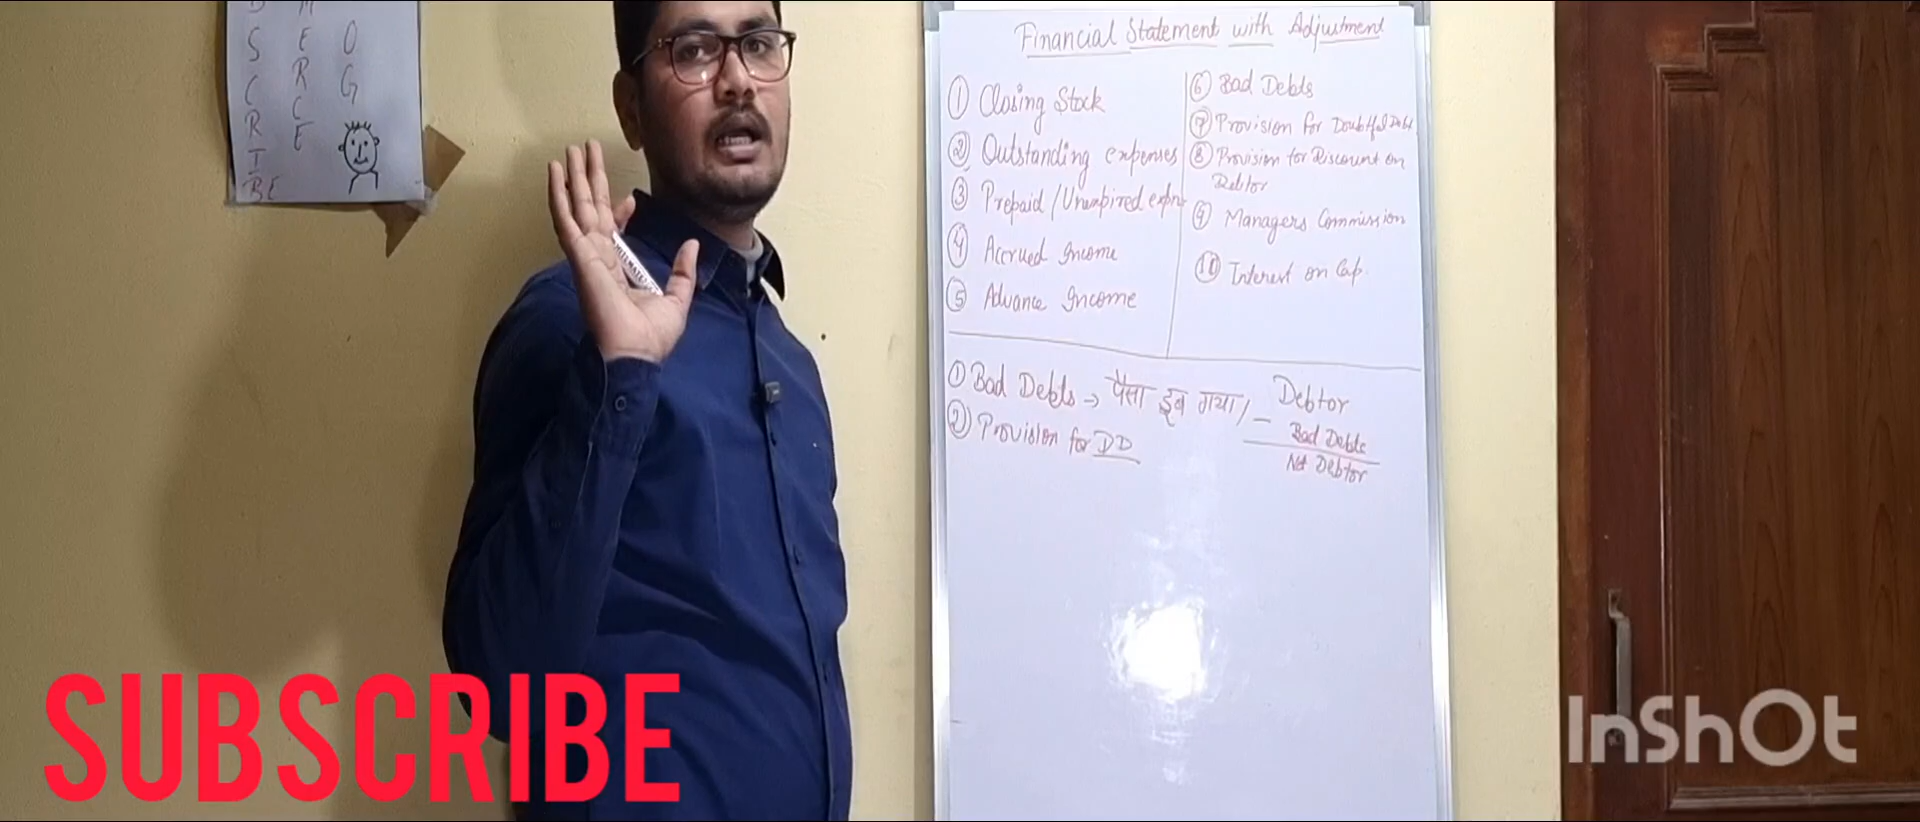 S
C
R
I
BE
M
E
R
C
E
O
G
Financial Statement with Adjustment
① Closing Stock
② Outstanding expenses
③ Prepaid / Unexpired expn
④ Accrued Income
⑤ Advance Income
⑥ Bad Debts
⑦ Provision for Doubtful Debt
⑧ Provision for Discount on
Debtor
⑨ Managers Commission
⑩ Interest on Cap.
① Bad Debts → पैसा डूब गया /
② Provision for DD
Debtor
— Bad Debts
Net Debtor
SUBSCRIBE
InShOt